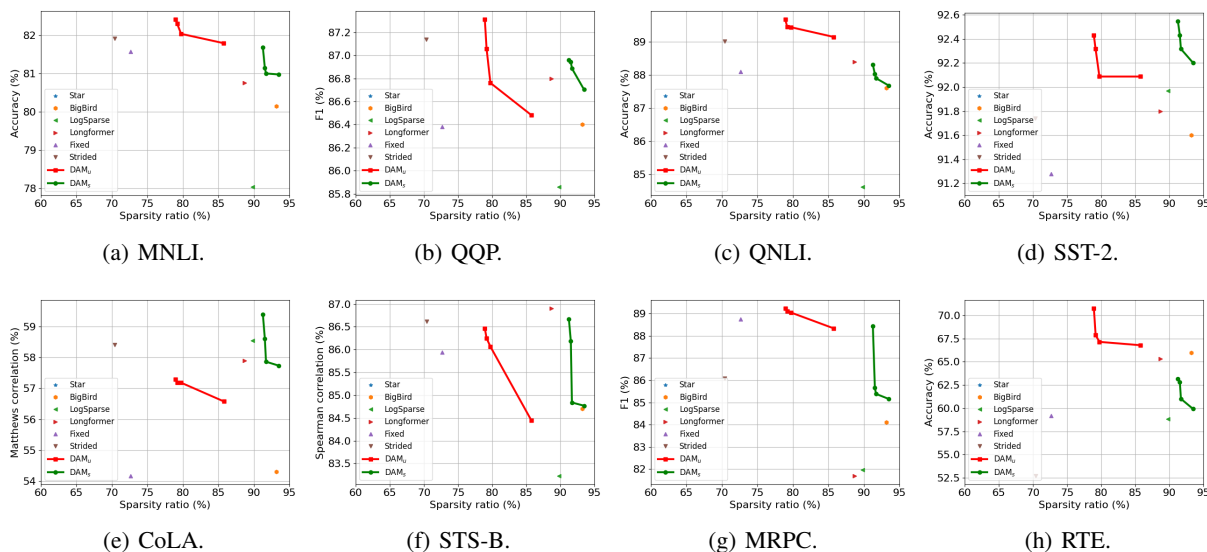 82
81
80
79
78
Accuracy (%)
Star
BigBird
LogSparse
Longformer
Fixed
Strided
DAMu
DAMs
60 65 70 75 80 85 90 95
Sparsity ratio (%)
(a) MNLI.
87.2
87.0
86.8
86.6
86.4
86.2
86.0
85.8
F1 (%)
Star
BigBird
LogSparse
Longformer
Fixed
Strided
DAMu
DAMs
60 65 70 75 80 85 90 95
Sparsity ratio (%)
(b) QQP.
89
88
87
86
85
Accuracy (%)
Star
BigBird
LogSparse
Longformer
Fixed
Strided
DAMu
DAMs
60 65 70 75 80 85 90 95
Sparsity ratio (%)
(c) QNLI.
92.6
92.4
92.2
92.0
91.8
91.6
91.4
91.2
Accuracy (%)
Star
BigBird
LogSparse
Longformer
Fixed
Strided
DAMu
DAMs
60 65 70 75 80 85 90 95
Sparsity ratio (%)
(d) SST-2.
59
58
57
56
55
54
Matthews correlation (%)
Star
BigBird
LogSparse
Longformer
Fixed
Strided
DAMu
DAMs
60 65 70 75 80 85 90 95
Sparsity ratio (%)
(e) CoLA.
87.0
86.5
86.0
85.5
85.0
84.5
84.0
83.5
Spearman correlation (%)
Star
BigBird
LogSparse
Longformer
Fixed
Strided
DAMu
DAMs
60 65 70 75 80 85 90 95
Sparsity ratio (%)
(f) STS-B.
89
88
87
86
85
84
83
82
F1 (%)
Star
BigBird
LogSparse
Longformer
Fixed
Strided
DAMu
DAMs
60 65 70 75 80 85 90 95
Sparsity ratio (%)
(g) MRPC.
70.0
67.5
65.0
62.5
60.0
57.5
55.0
52.5
Accuracy (%)
Star
BigBird
LogSparse
Longformer
Fixed
Strided
DAMu
DAMs
60 65 70 75 80 85 90 95
Sparsity ratio (%)
(h) RTE.